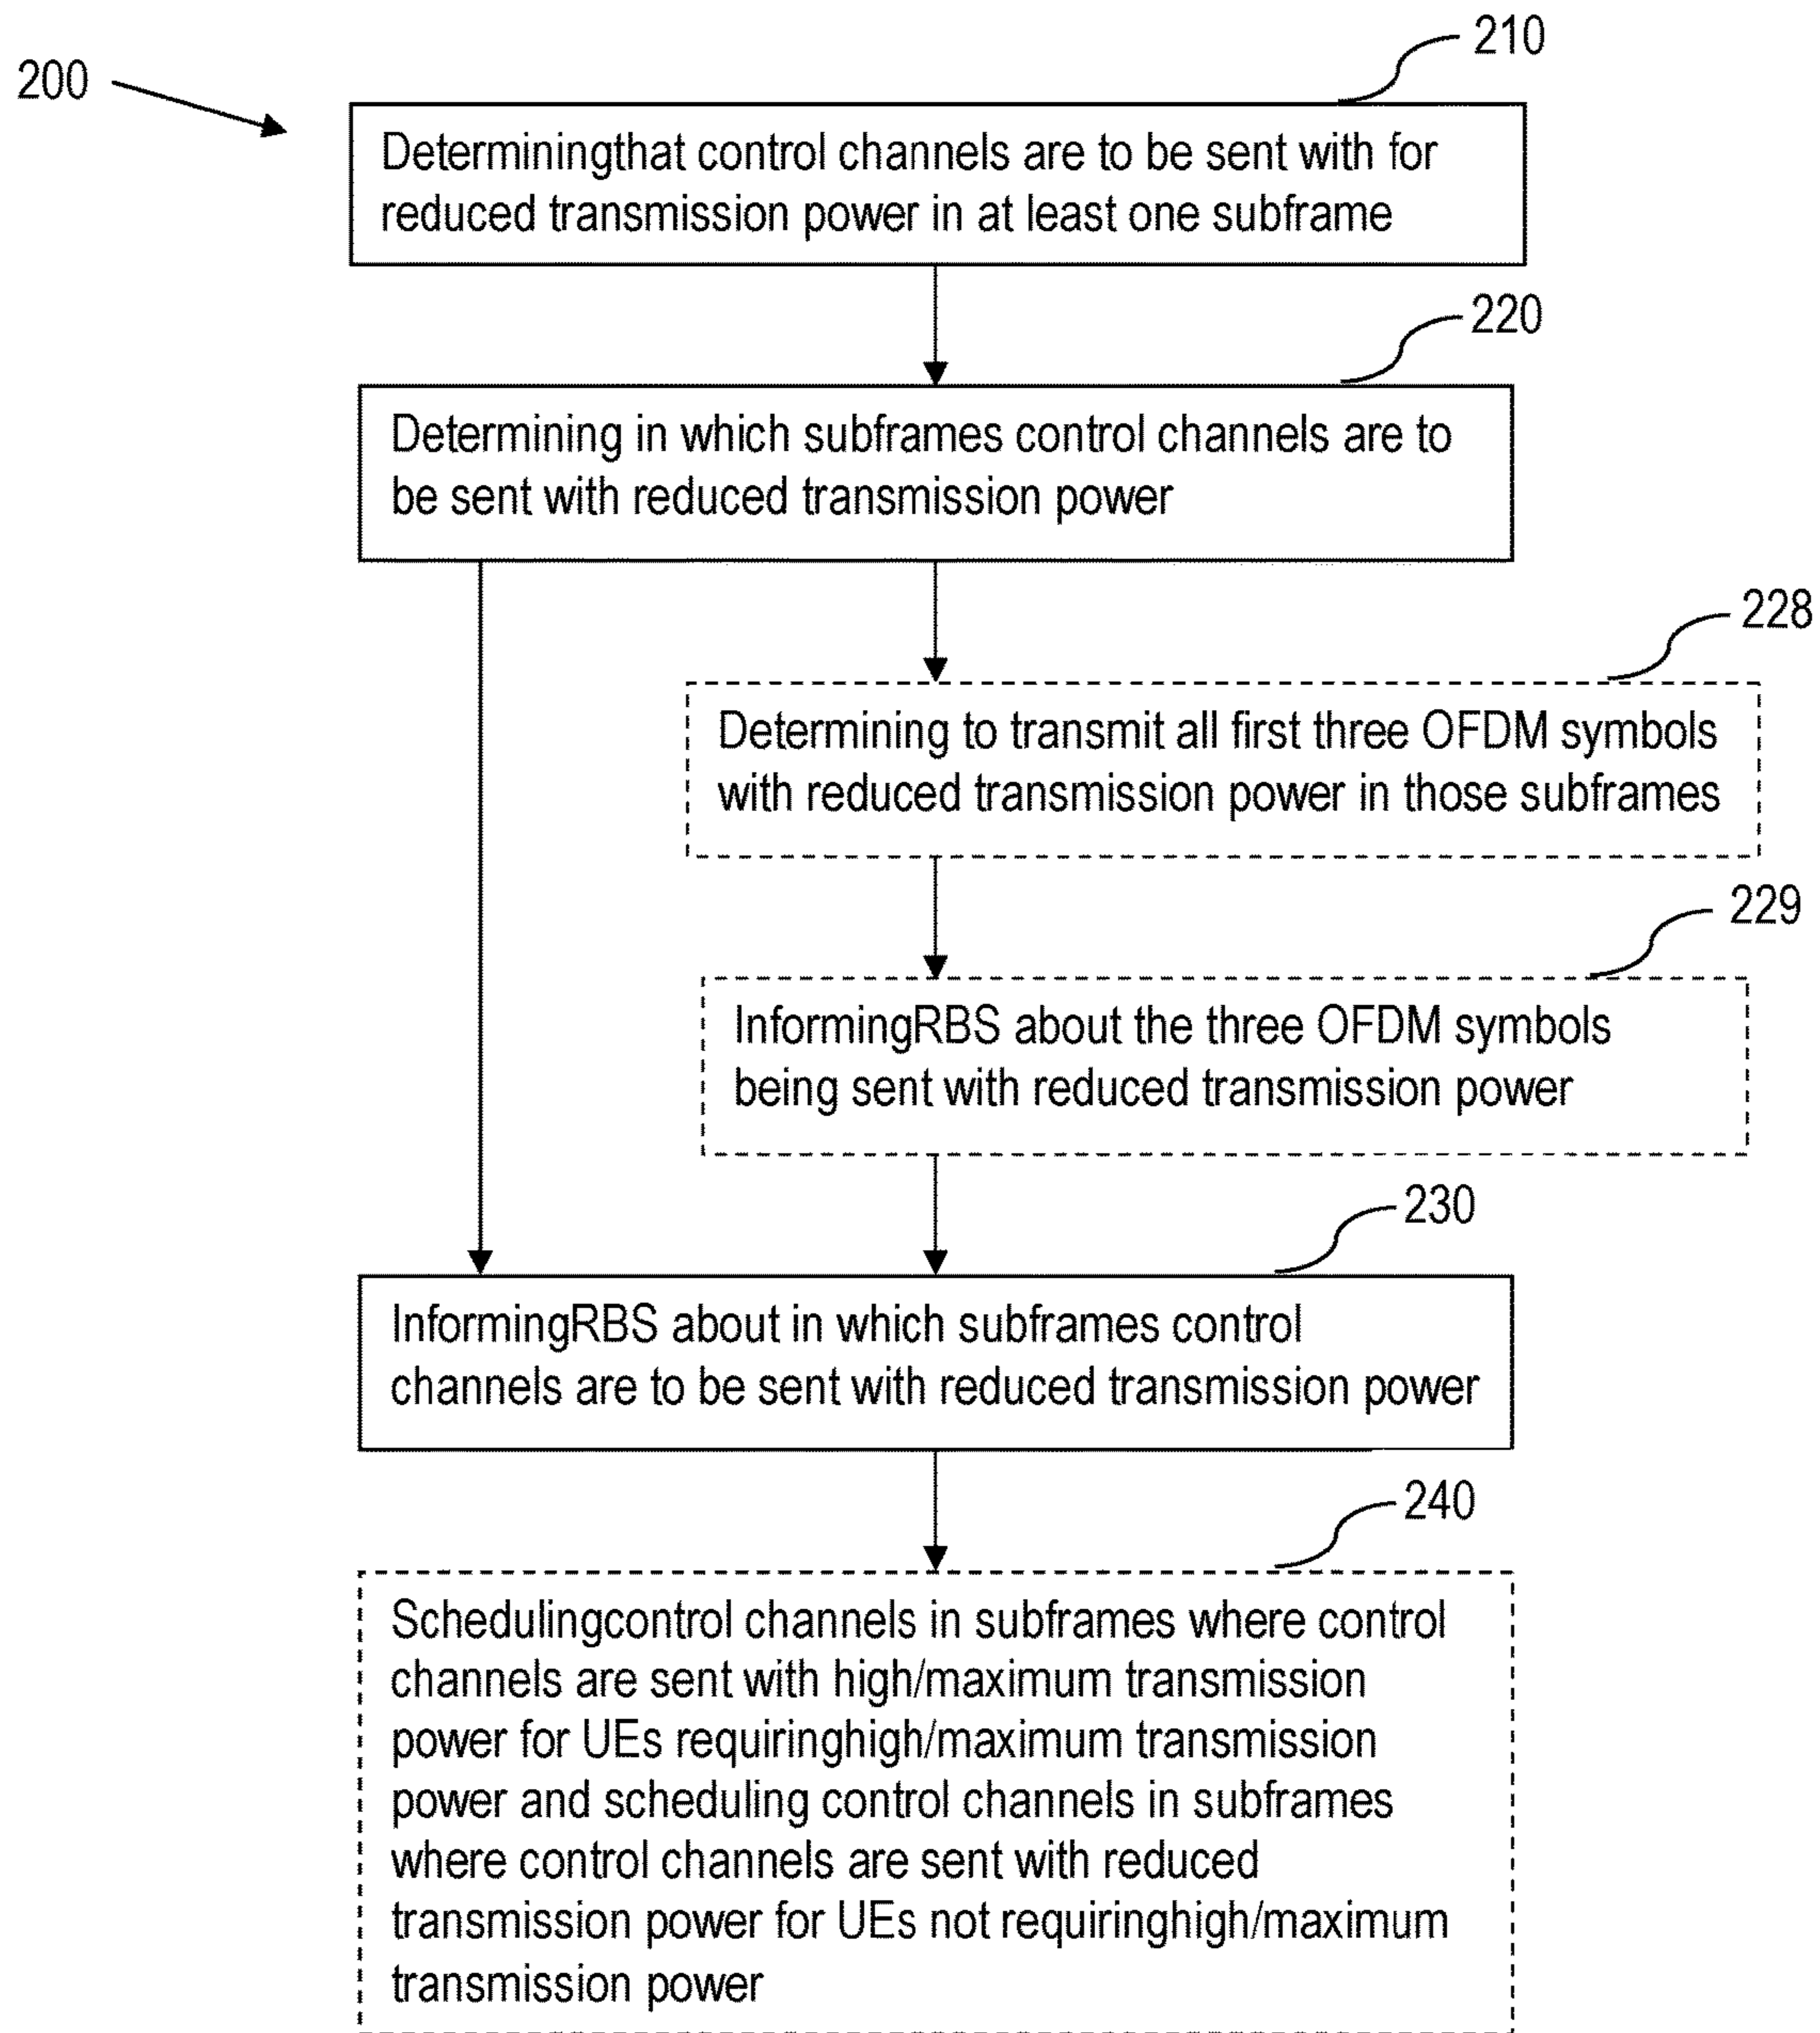 200
210
Determiningthat control channels are to be sent with for
reduced transmission power in at least one subframe
220
Determining in which subframes control channels are to
be sent with reduced transmission power
228
Determining to transmit all first three OFDM symbols
with reduced transmission power in those subframes
229
InformingRBS about the three OFDM symbols
being sent with reduced transmission power
230
InformingRBS about in which subframes control
channels are to be sent with reduced transmission power
240
Schedulingcontrol channels in subframes where control
channels are sent with high/maximum transmission
power for UEs requiringhigh/maximum transmission
power and scheduling control channels in subframes
where control channels are sent with reduced
transmission power for UEs not requiringhigh/maximum
transmission power